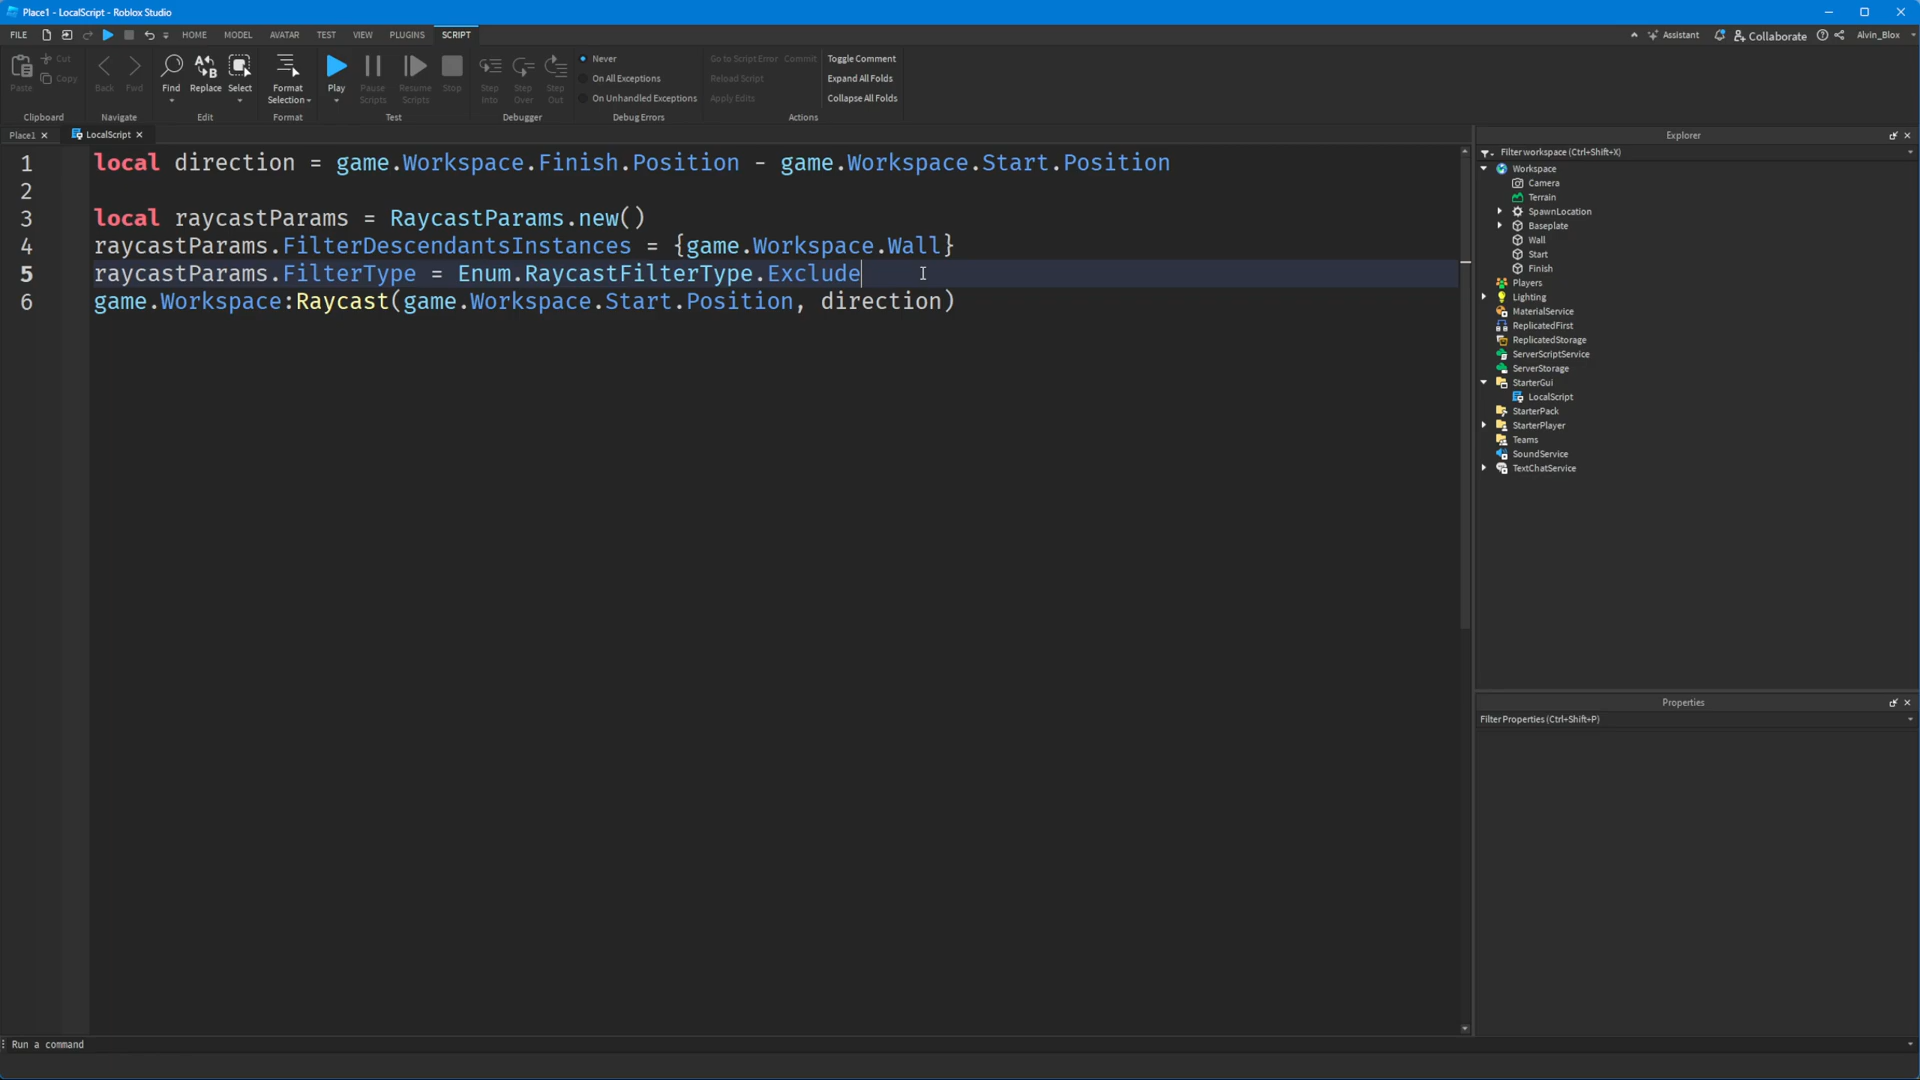 Place1 - LocalScript - Roblox Studio
FILE
HOME
MODEL
AVATAR
TEST
VIEW
PLUGINS
SCRIPT
Assistant
Collaborate
Alvin_Blox
Paste
Cut
Copy
Clipboard
Back
Fwd
Navigate
Find
Replace
Select
Edit
Format
Selection
Format
Play
Pause
Scripts
Resume
Scripts
Stop
Test
Step
Into
Step
Over
Step
Out
Debugger
Never
On All Exceptions
On Unhandled Exceptions
Debug Errors
Go to Script Error
Commit
Reload Script
Apply Edits
Toggle Comment
Expand All Folds
Collapse All Folds
Actions
Place1
LocalScript
1 local direction = game.Workspace.Finish.Position - game.Workspace.Start.Position
2
3 local raycastParams = RaycastParams.new()
4 raycastParams.FilterDescendantsInstances = {game.Workspace.Wall}
5 raycastParams.FilterType = Enum.RaycastFilterType.Exclude
6 game.Workspace:Raycast(game.Workspace.Start.Position, direction)
Explorer
Filter workspace (Ctrl+Shift+X)
Workspace
Camera
Terrain
SpawnLocation
Baseplate
Wall
Start
Finish
Players
Lighting
MaterialService
ReplicatedFirst
ReplicatedStorage
ServerScriptService
ServerStorage
StarterGui
LocalScript
StarterPack
StarterPlayer
Teams
SoundService
TextChatService
Properties
Filter Properties (Ctrl+Shift+P)
Run a command